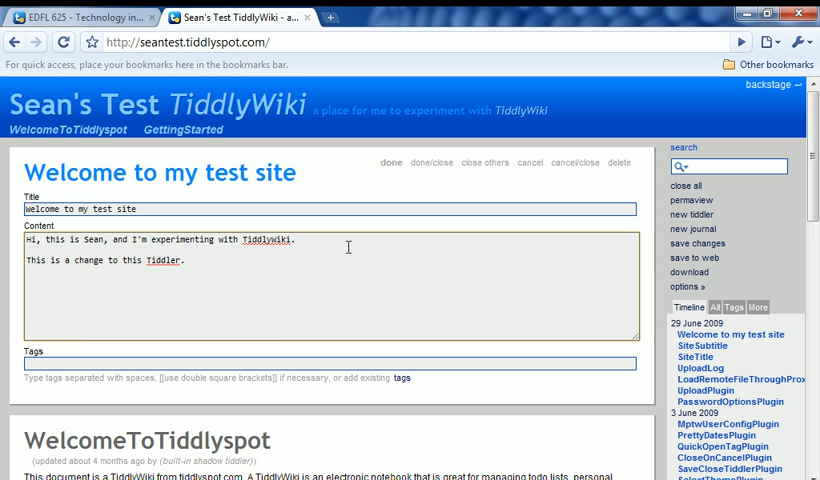 EDFL 625 - Technology in...
Sean's Test TiddlyWiki - a...
http://seantest.tiddlyspot.com/
For quick access, place your bookmarks here in the bookmarks bar.
Other bookmarks
backstage
Sean's Test TiddlyWiki a place for me to experiment with TiddlyWiki
WelcomeToTiddlyspot GettingStarted
Welcome to my test site
done done/close close others cancel cancel/close delete
Title
Welcome to my test site
Content
Hi, this is Sean, and I'm experimenting with TiddlyWiki.
This is a change to this Tiddler.
Tags
Type tags separated with spaces, [[use double square brackets]] if necessary, or add existing tags
WelcomeToTiddlyspot
(updated about 4 months ago by (built-in shadow tiddler))
This document is a TiddlyWiki from tiddlyspot.com. A TiddlyWiki is an electronic notebook that is great for managing todo lists, personal
search
close all
permaview
new tiddler
new journal
save changes
save to web
download
options »
Timeline All Tags More
29 June 2009
Welcome to my test site
SiteSubtitle
SiteTitle
UploadLog
LoadRemoteFileThroughProx
UploadPlugin
PasswordOptionsPlugin
3 June 2009
MptwUserConfigPlugin
PrettyDatesPlugin
QuickOpenTagPlugin
CloseOnCancelPlugin
SaveCloseTiddlerPlugin
SelectThemePlugin